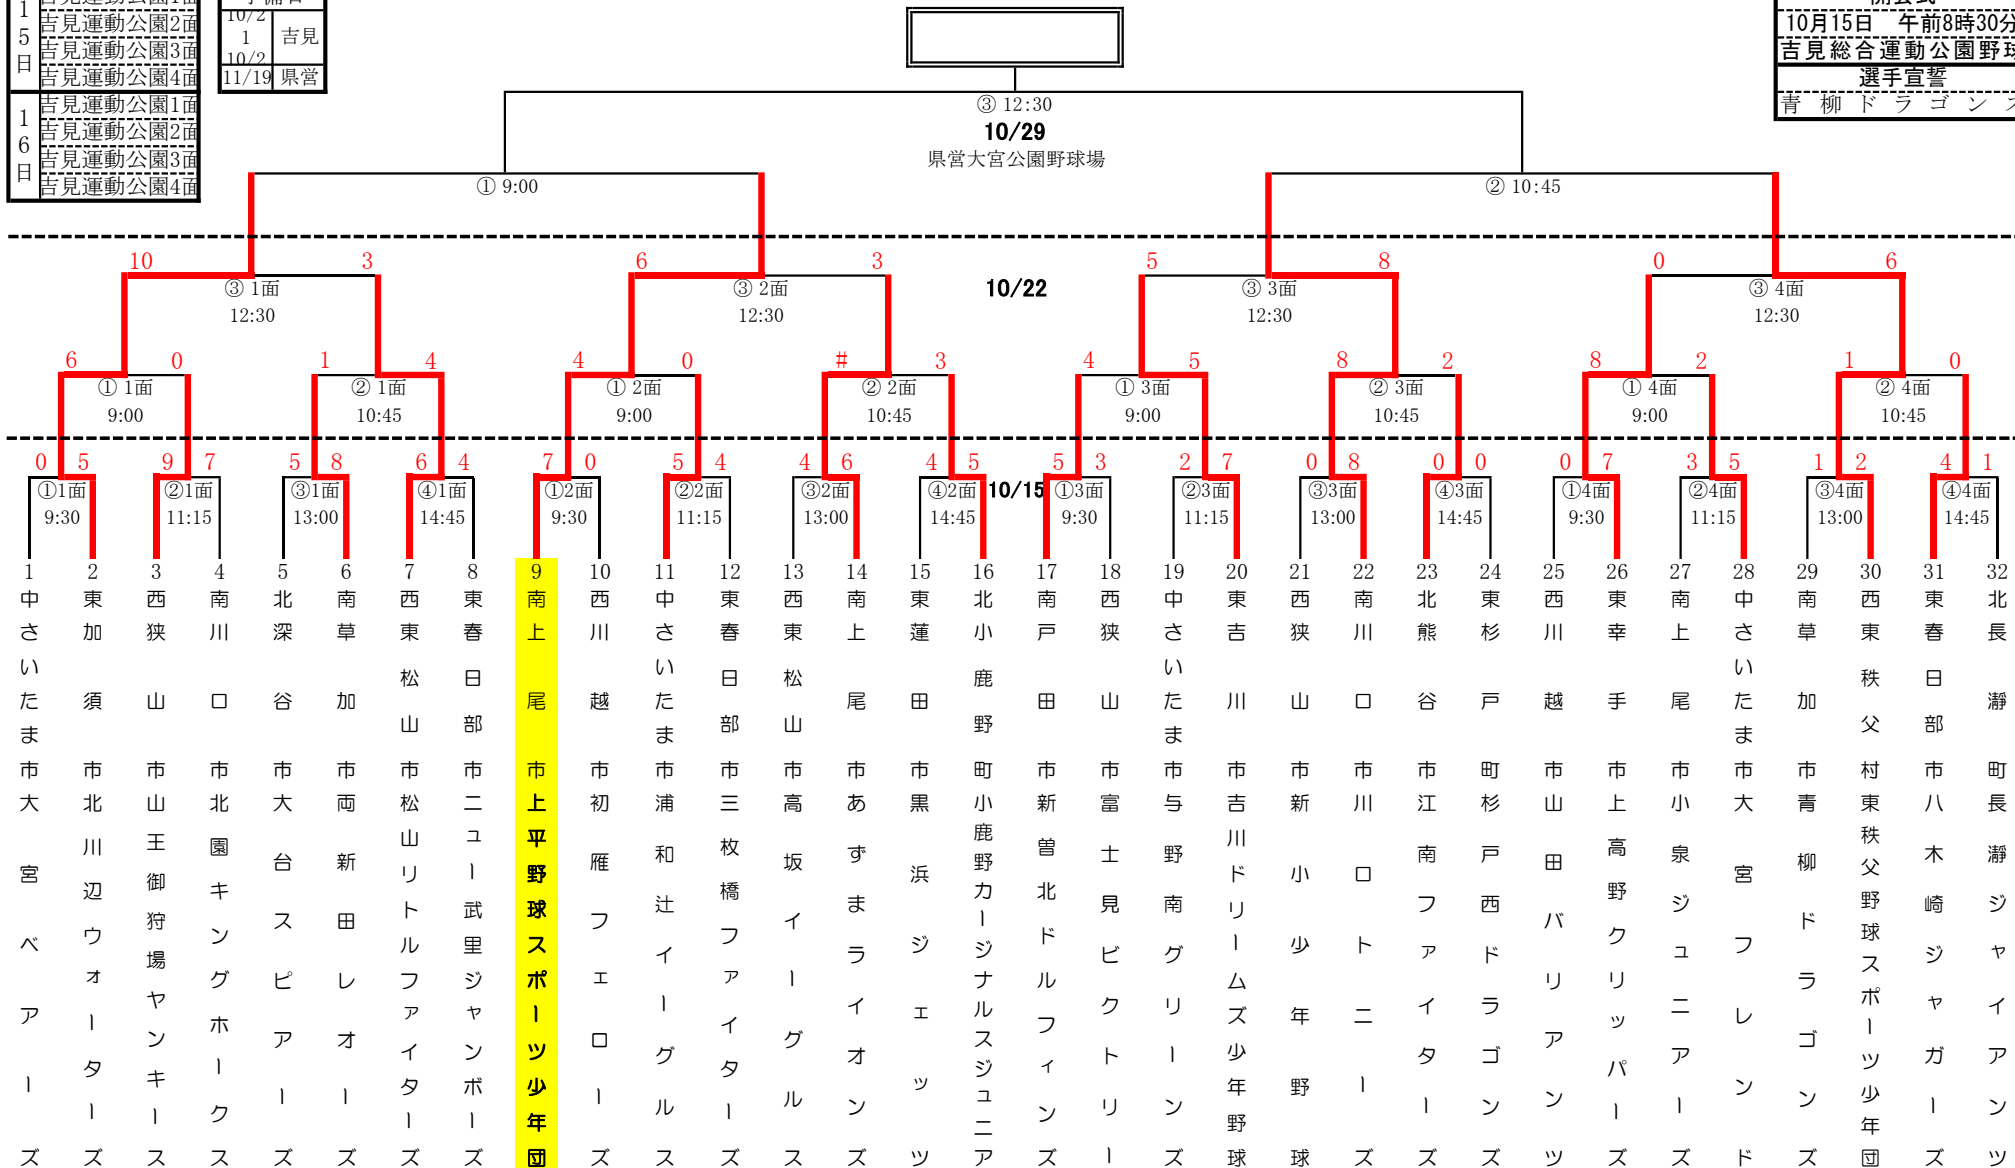 1
5
日
吉見運動公園2面
吉見運動公園3面
吉見運動公園4面
1
6
日
吉見運動公園1面
吉見運動公園2面
吉見運動公園3面
吉見運動公園4面
10/2
1
吉見
10/2
11/19 県営
10月15日 午前8時30分
吉見総合運動公園野球
選手宣誓
青柳ドラゴンズ
③ 12:30
10/29
県営大宮公園野球場
① 9:00
② 10:45
10 3 6 3 5 8 0 6
10/22
③ 1面 ③ 2面 ③ 3面 ③ 4面
12:30 12:30 12:30 12:30
6 0 1 4 4 0 # 3 4 5 8 2 8 2 1 0
① 1面 ② 1面 ① 2面 ② 2面 ① 3面 ② 3面 ① 4面 ② 4面
9:00 10:45 9:00 10:45 9:00 10:45 9:00 10:45
0 5 9 7 5 8 6 4 7 0 5 4 4 6 4 5 5 3 2 7 0 8 0 0 0 7 3 5 1 2 4 1
①1面 ②1面 ③1面 ④1面 ①2面 ②2面 ③2面 ④2面 10/15 ①3面 ②3面 ③3面 ④3面 ①4面 ②4面 ③4面 ④4面
9:30 11:15 13:00 14:45 9:30 11:15 13:00 14:45 9:30 11:15 13:00 14:45 9:30 11:15 13:00 14:45
1 中 さいたま市 大宮ベアーズ
2 東 加須市 北川辺ウォーターズ
3 西 狭山市 山王御狩場ヤンキース
4 南 川口市 北園キングホークス
5 北 深谷市 大台スピアーズ
6 南 草加市 両新田レオーズ
7 西 東松山市 松山リトルファイターズ
8 東 春日部市 ニュー武里ジャンボーズ
9 南 上尾市 上平野球スポーツ少年団
10 西 川越市 初雁フェローズ
11 中 さいたま市 浦和辻イーグルス
12 東 春日部市 三枚橋ファイターズ
13 西 東松山市 高坂イーグルス
14 南 上尾市 あずまライオンズ
15 東 蓮田市 黒浜ジェッツ
16 北 小鹿野町 小鹿野カージナルスジュニア
17 南 戸田市 新曽北ドルフィンズ
18 西 狭山市 富士見ビクトリー
19 中 さいたま市 与野南グリーンズ
20 東 吉川市 吉川ドリームズ少年野球
21 西 狭山市 新山小少年野球
22 南 川口市 川口トニーズ
23 北 熊谷市 江南ファイターズ
24 東 杉戸町 杉戸西ドラゴンズ
25 西 川越市 山田バリアンツ
26 東 幸手市 上高野クリッパーズ
27 南 上尾市 小泉ジュニアーズ
28 中 さいたま市 大宮フレンド
29 南 草加市 青柳ドラゴンズ
30 西 東秩父村 東秩父野球スポーツ少年団
31 東 春日部市 八木崎ジャガーズ
32 北 長瀞町 長瀞ジャイアンツ